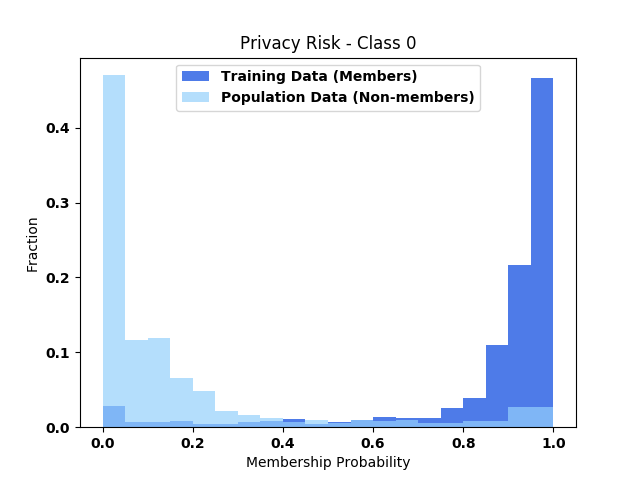 Privacy Risk - Class 0
Training Data (Members)
Population Data (Non-members)
0.4
0.3
0.2
0.1
0.0
Fraction
0.0 0.2 0.4 0.6 0.8 1.0
Membership Probability